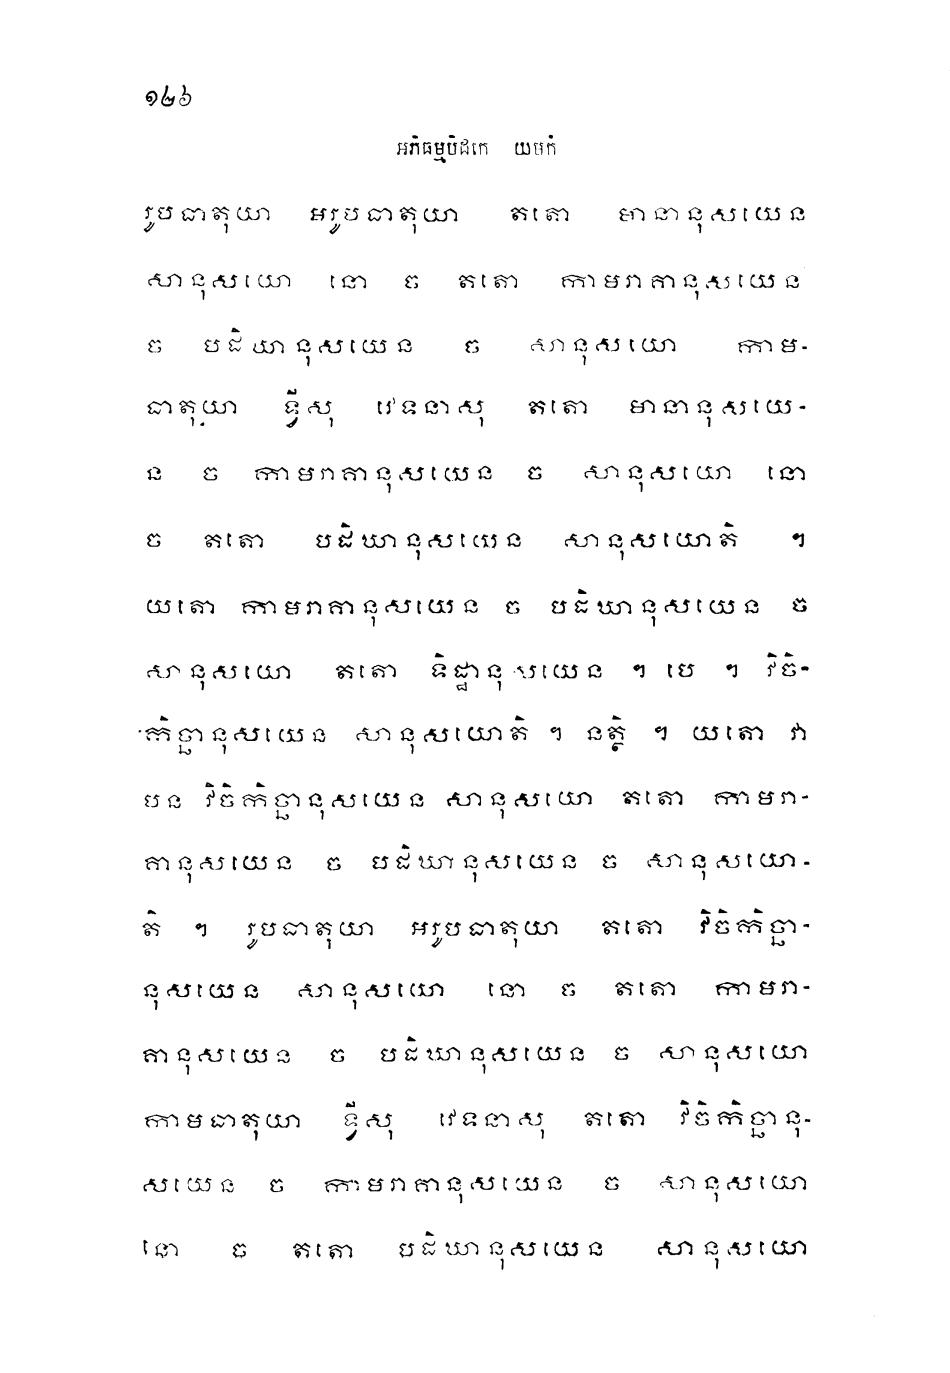 ១២៦
អភិធម្មបិដកេ យមកំ
រូបធាតុយា អរូបធាតុយា តតោ មានានុសយេន
សានុសយោ នោ ច តតោ កាមរាគានុសយេន
ច បដិឃានុសយេន ច សានុសយោ កាម-
ធាតុយា ទ្វីសុ វេទនាសុ តតោ មានានុសយេ-
ន ច កាមរាគានុសយេន ច សានុសយោ នោ
ច តតោ បដិឃានុសយេន សានុសយោតិ ។
យតោ កាមរាគានុសយេន ច បដិឃានុសយេន ច
សានុសយោ តតោ ទិដ្ឋានុសយេន ។ បេ ។ វិចិ-
កិច្ឆានុសយេន សានុសយោតិ ។ នត្ថិ ។ យតោ វា
បន វិចិកិច្ឆានុសយេន សានុសយោ តតោ កាមរា-
គានុសយេន ច បដិឃានុសយេន ច សានុសយោ-
តិ ។ រូបធាតុយា អរូបធាតុយា តតោ វិចិកិច្ឆា-
នុសយេន សានុសយោ នោ ច តតោ កាមរា-
គានុសយេន ច បដិឃានុសយេន ច សានុសយោ
កាមធាតុយា ទ្វីសុ វេទនាសុ តតោ វិចិកិច្ឆានុ-
សយេន ច កាមរាគានុសយេន ច សានុសយោ
នោ ច តតោ បដិឃានុសយេន សានុសយោ